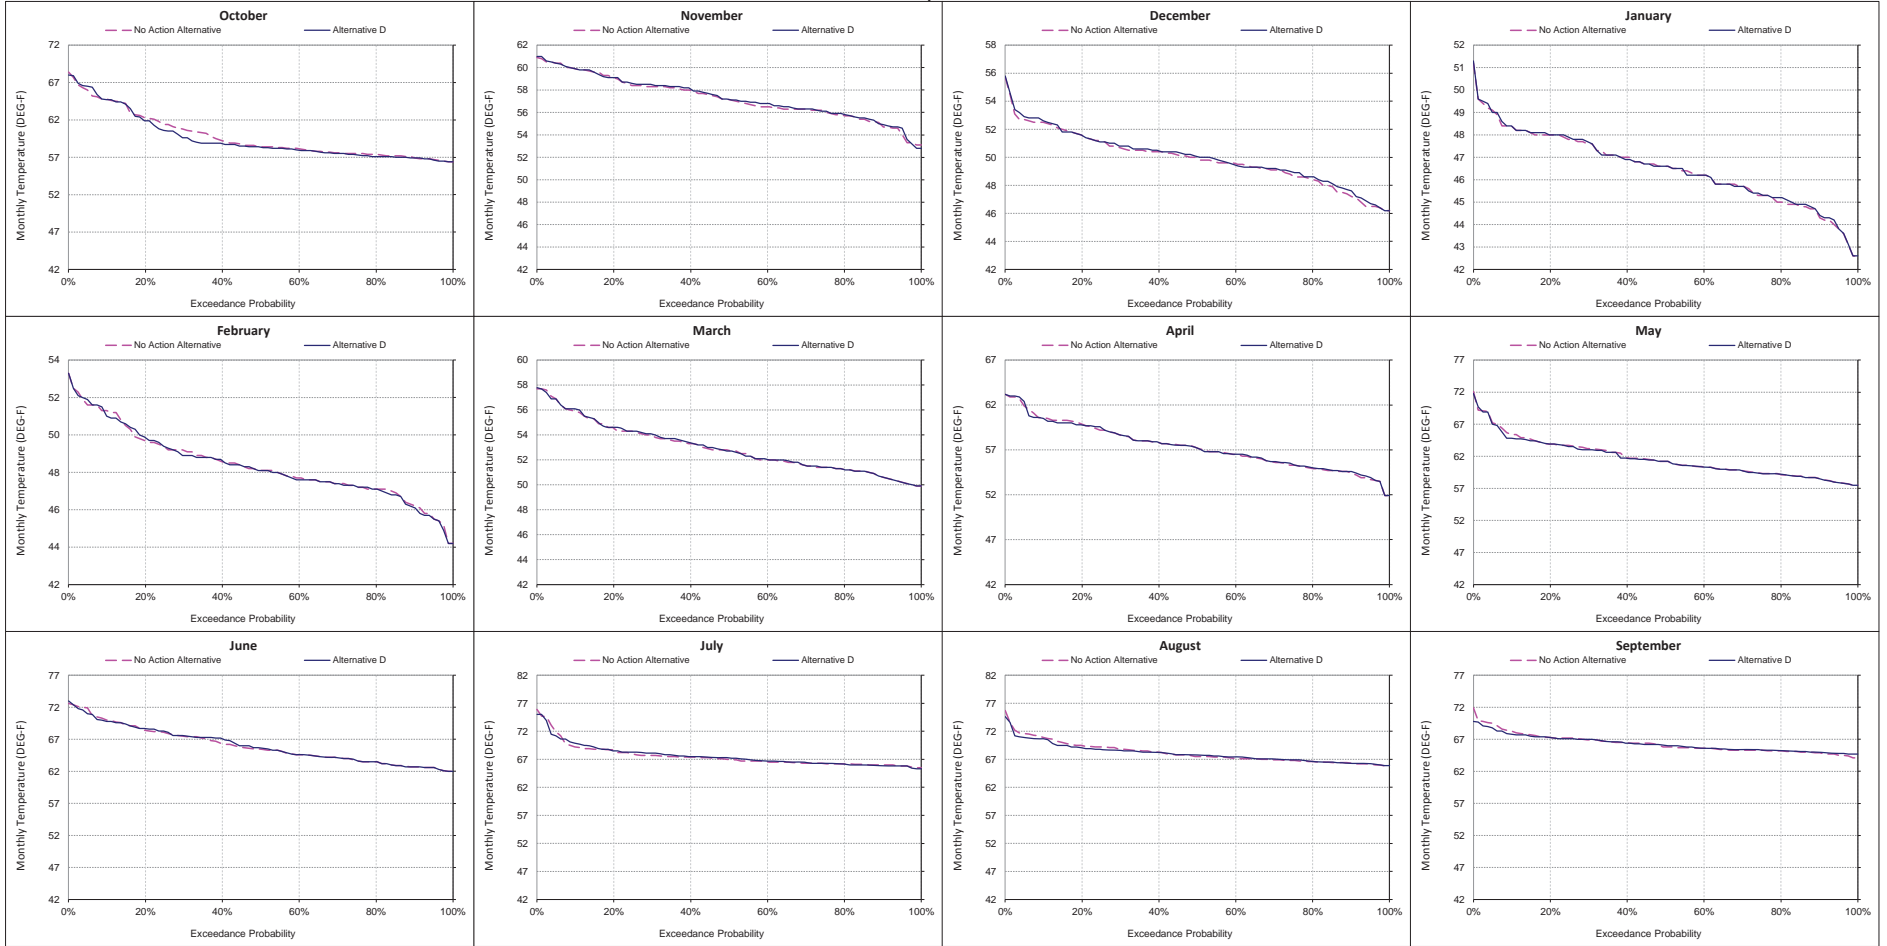 October
No Action Alternative Alternative D
Monthly Temperature (DEG-F)
72
67
62
57
52
47
42
0% 20% 40% 60% 80% 100%
Exceedance Probability
November
No Action Alternative Alternative D
Monthly Temperature (DEG-F)
62
60
58
56
54
52
50
48
46
44
42
0% 20% 40% 60% 80% 100%
Exceedance Probability
December
No Action Alternative Alternative D
Monthly Temperature (DEG-F)
58
56
54
52
50
48
46
44
42
0% 20% 40% 60% 80% 100%
Exceedance Probability
January
No Action Alternative Alternative D
Monthly Temperature (DEG-F)
52
51
50
49
48
47
46
45
44
43
42
0% 20% 40% 60% 80% 100%
Exceedance Probability
February
No Action Alternative Alternative D
Monthly Temperature (DEG-F)
54
52
50
48
46
44
42
0% 20% 40% 60% 80% 100%
Exceedance Probability
March
No Action Alternative Alternative D
Monthly Temperature (DEG-F)
60
58
56
54
52
50
48
46
44
42
0% 20% 40% 60% 80% 100%
Exceedance Probability
April
No Action Alternative Alternative D
Monthly Temperature (DEG-F)
67
62
57
52
47
42
0% 20% 40% 60% 80% 100%
Exceedance Probability
May
No Action Alternative Alternative D
Monthly Temperature (DEG-F)
77
72
67
62
57
52
47
42
0% 20% 40% 60% 80% 100%
Exceedance Probability
June
No Action Alternative Alternative D
Monthly Temperature (DEG-F)
77
72
67
62
57
52
47
42
0% 20% 40% 60% 80% 100%
Exceedance Probability
July
No Action Alternative Alternative D
Monthly Temperature (DEG-F)
82
77
72
67
62
57
52
47
42
0% 20% 40% 60% 80% 100%
Exceedance Probability
August
No Action Alternative Alternative D
Monthly Temperature (DEG-F)
82
77
72
67
62
57
52
47
42
0% 20% 40% 60% 80% 100%
Exceedance Probability
September
No Action Alternative Alternative D
Monthly Temperature (DEG-F)
77
72
67
62
57
52
47
42
0% 20% 40% 60% 80% 100%
Exceedance Probability